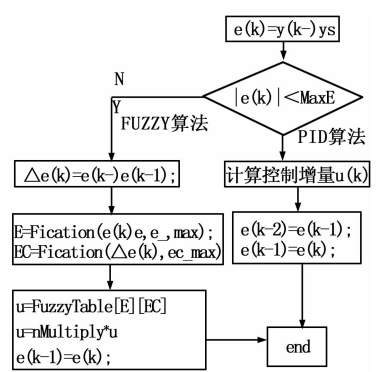 e(k)=y(k-)ys
|e(k)|<MaxE
N
Y
FUZZY算法
PID算法
△e(k)=e(k-)e(k-1);
计算控制增量u(k)
E=Fication(e(k)e,e_,max);
EC=Fication(△e(k),ec_max)
e(k-2)=e(k-1);
e(k-1)=e(k);
u=FuzzyTable[E][EC]
u=nMultiply*u
e(k-1)=e(k);
end